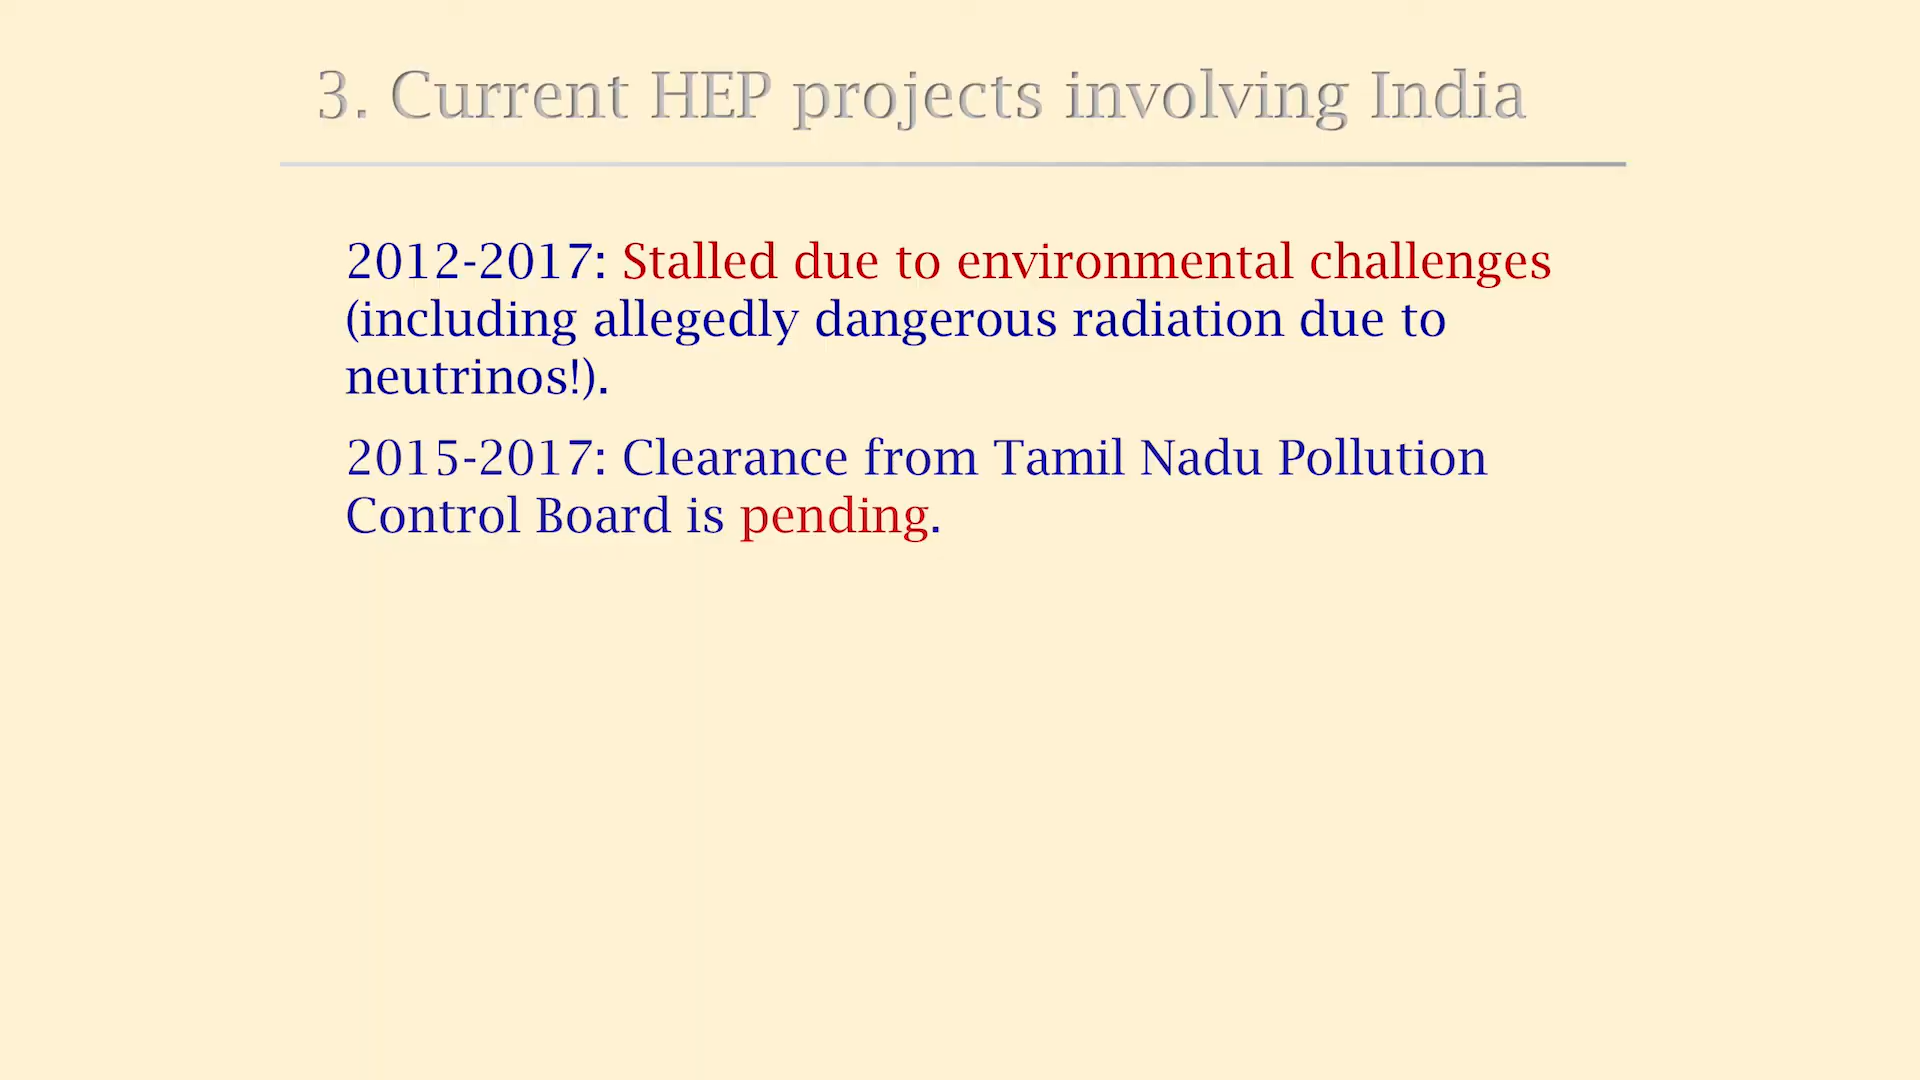 3. Current HEP projects involving India
2012-2017: Stalled due to environmental challenges
(including allegedly dangerous radiation due to
neutrinos!).
2015-2017: Clearance from Tamil Nadu Pollution
Control Board is pending.